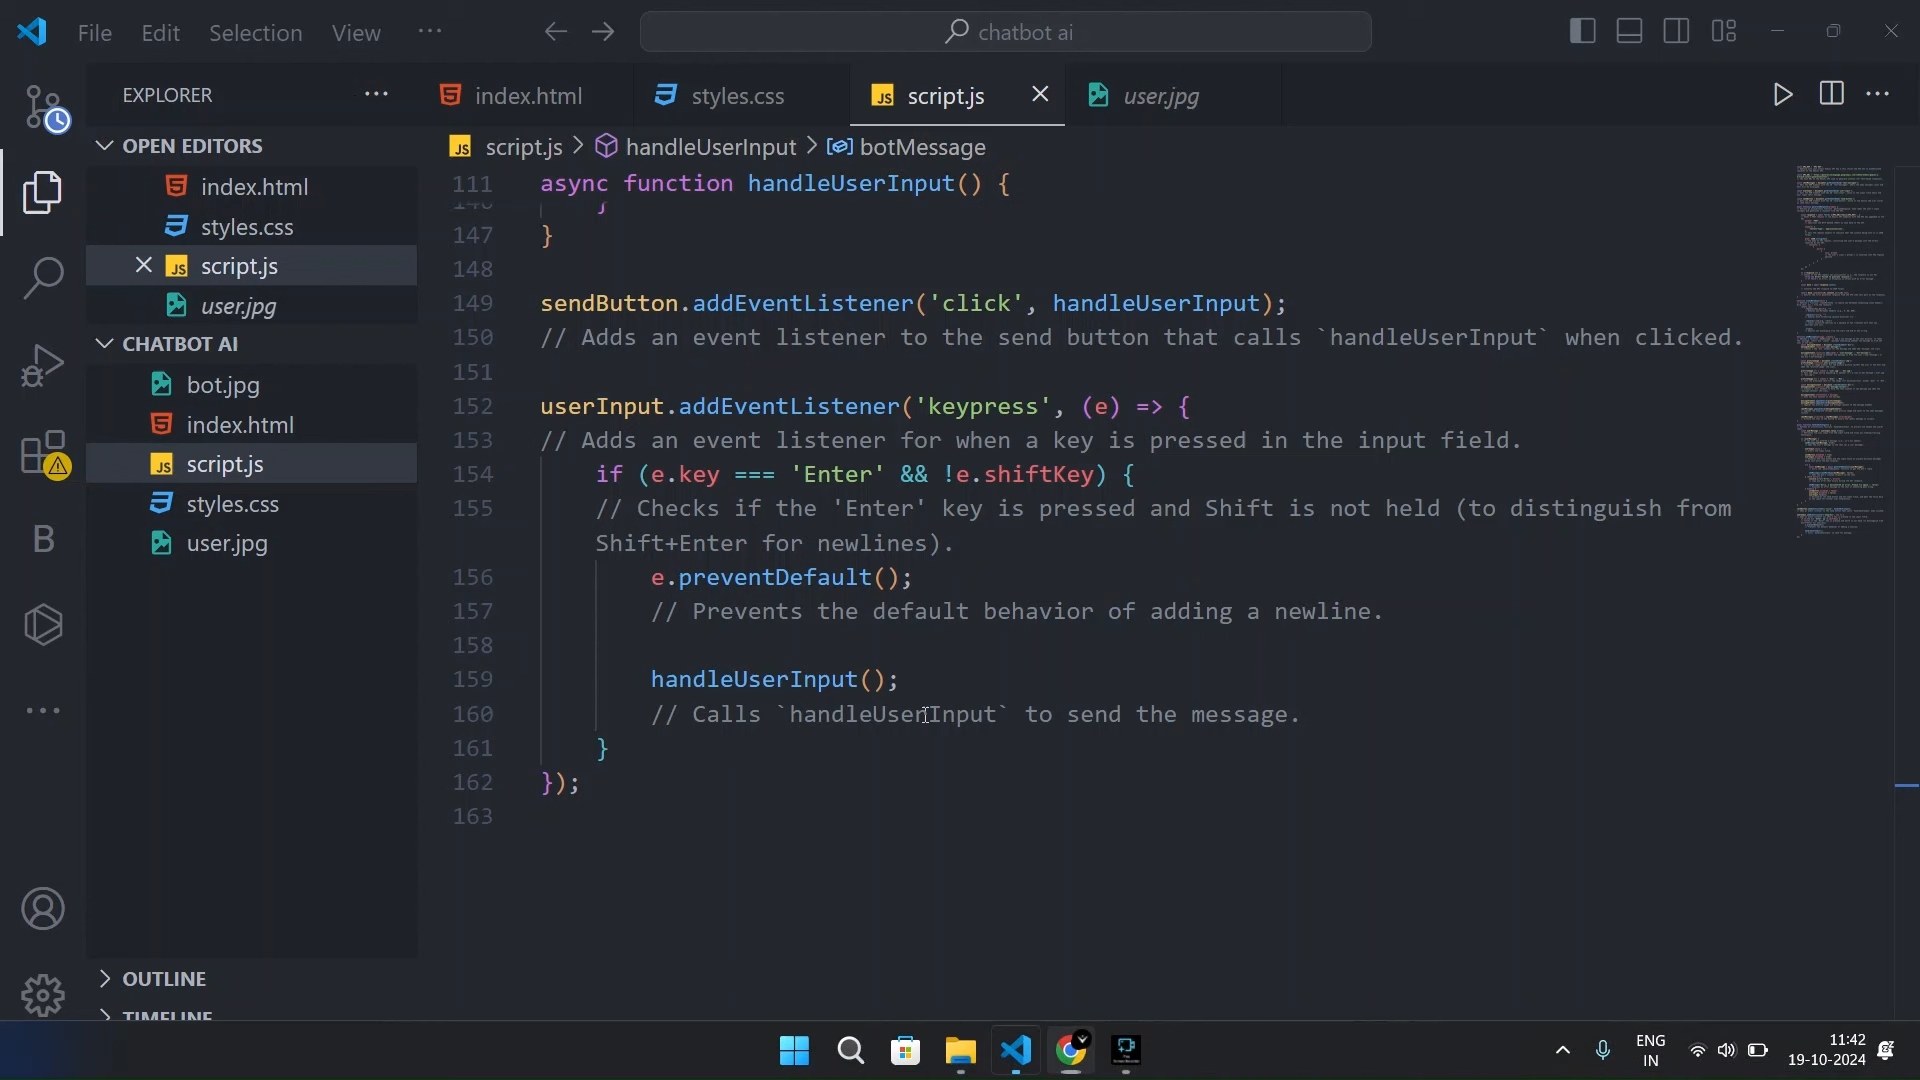 File Edit Selection View ··· chatbot ai
EXPLORER ··· index.html styles.css script.js user.jpg ···
OPEN EDITORS
index.html
styles.css
script.js
user.jpg
CHATBOT AI
bot.jpg
index.html
script.js
styles.css
user.jpg
OUTLINE
TIMELINE
B
script.js > handleUserInput > botMessage
111 async function handleUserInput() {
146 }
147 }
148
149 sendButton.addEventListener('click', handleUserInput);
150 // Adds an event listener to the send button that calls `handleUserInput` when clicked.
151
152 userInput.addEventListener('keypress', (e) => {
153 // Adds an event listener for when a key is pressed in the input field.
154 if (e.key === 'Enter' && !e.shiftKey) {
155 // Checks if the 'Enter' key is pressed and Shift is not held (to distinguish from
Shift+Enter for newlines).
156 e.preventDefault();
157 // Prevents the default behavior of adding a newline.
158
159 handleUserInput();
160 // Calls `handleUserInput` to send the message.
161 }
162 });
163
ENG
IN
11:42
19-10-2024